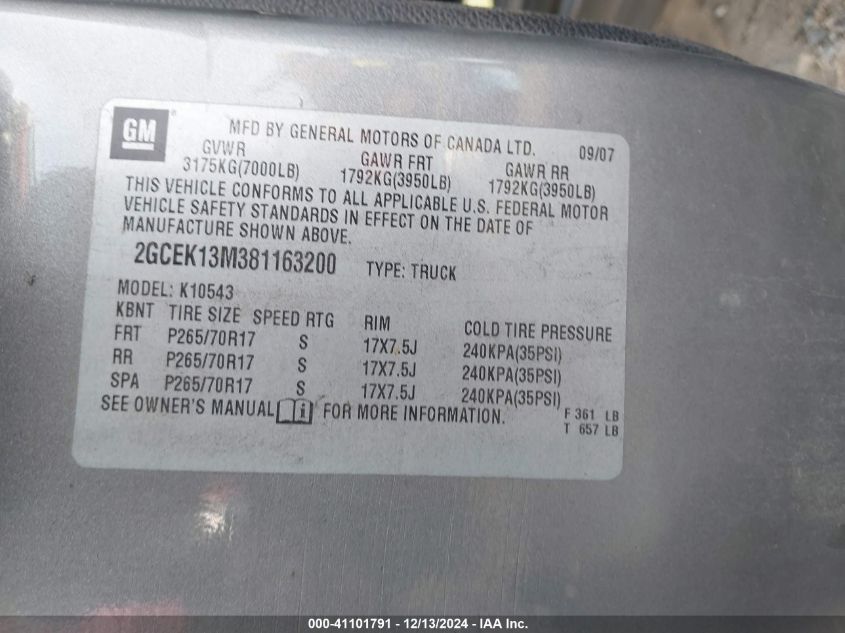 GM
MFD BY GENERAL MOTORS OF CANADA LTD. 09/07
GVWR GAWR FRT GAWR RR
3175KG(7000LB) 1792KG(3950LB) 1792KG(3950LB)
THIS VEHICLE CONFORMS TO ALL APPLICABLE U.S. FEDERAL MOTOR
VEHICLE SAFETY STANDARDS IN EFFECT ON THE DATE OF
MANUFACTURE SHOWN ABOVE.
2GCEK13M381163200 TYPE: TRUCK
MODEL: K10543
KBNT TIRE SIZE SPEED RTG RIM COLD TIRE PRESSURE
FRT P265/70R17 S 17X7.5J 240KPA(35PSI)
RR P265/70R17 S 17X7.5J 240KPA(35PSI)
SPA P265/70R17 S 17X7.5J 240KPA(35PSI)
SEE OWNER'S MANUAL i FOR MORE INFORMATION.
F 361 LB
T 657 LB
000-41101791 - 12/13/2024 - IAA Inc.